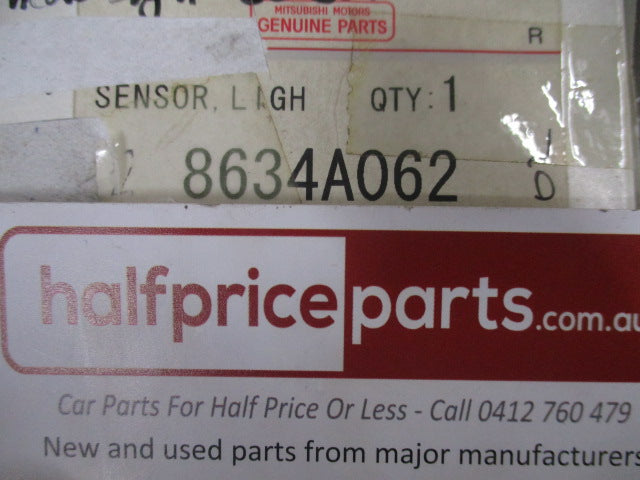 MITSUBISHI MOTORS
GENUINE PARTS
R
SENSOR, LIGH QTY: 1
8634A062
D
halfpriceparts.com.au
Car Parts For Half Price Or Less - Call 0412 760 479
New and used parts from major manufacturers